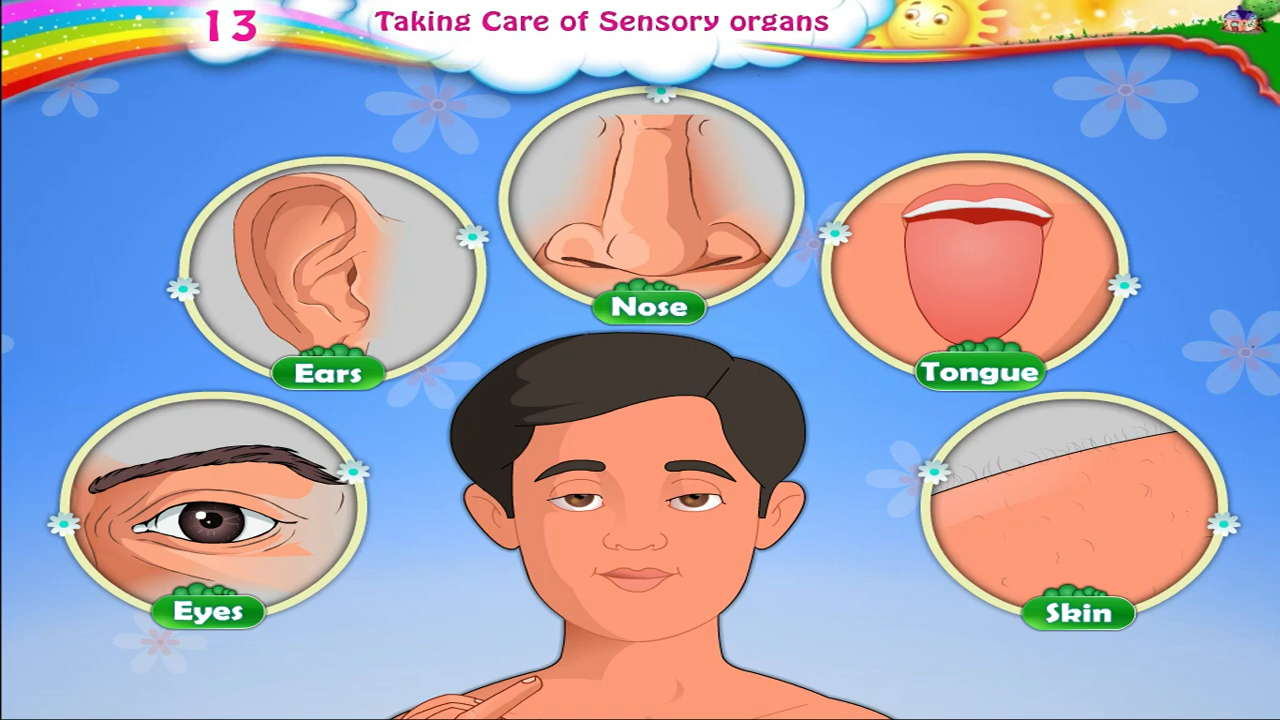 13
Taking Care of Sensory organs
Nose
Ears
Tongue
Eyes
Skin